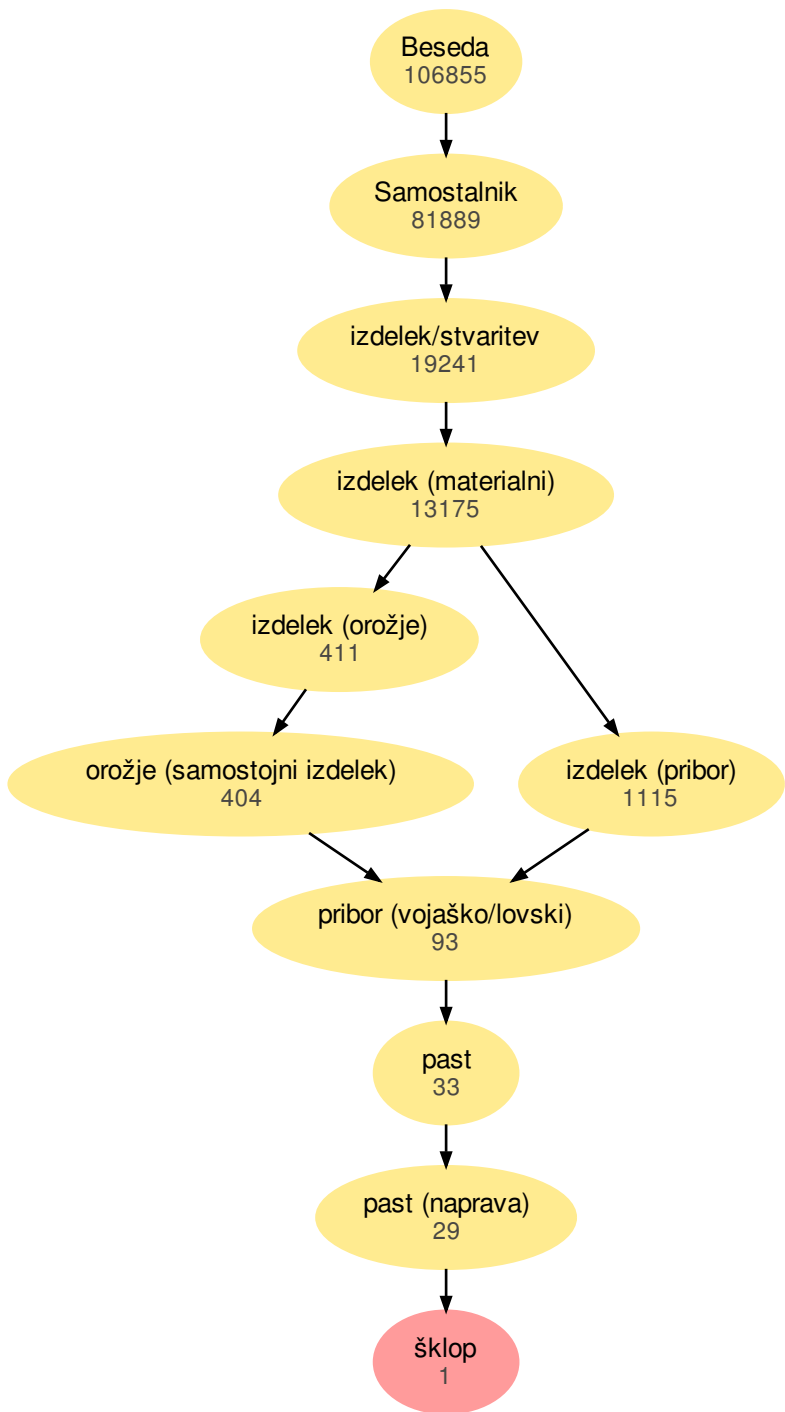 Beseda
106855
Samostalnik
81889
izdelek/stvaritev
19241
izdelek (materialni)
13175
izdelek (orožje)
411
orožje (samostojni izdelek)
404
izdelek (pribor)
1115
pribor (vojaško/lovski)
93
past
33
past (naprava)
29
šklop
1